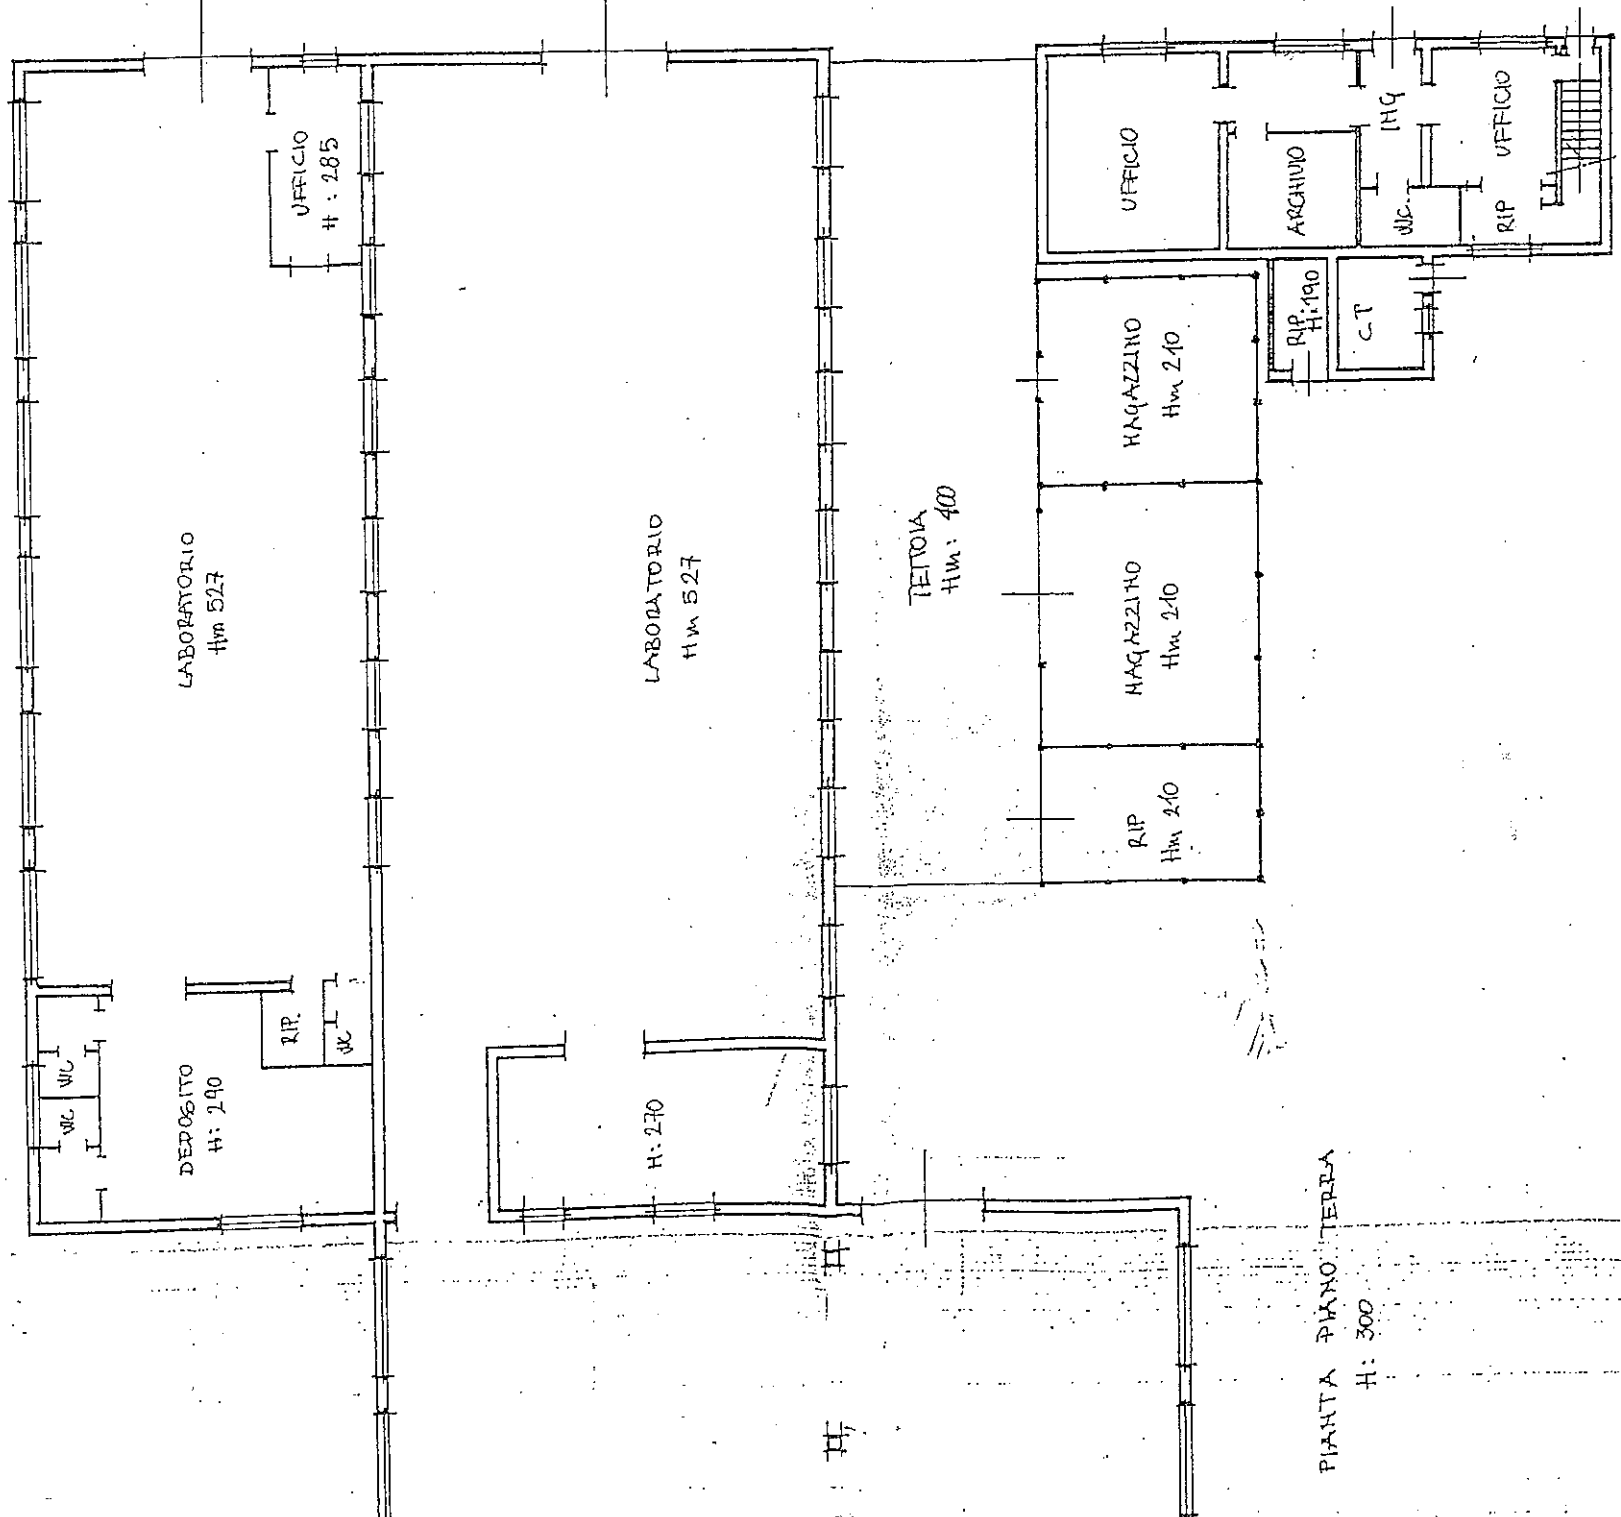 UFFICIO
H: 285
LABORATORIO
Hm 527
WC
WC
DEPOSITO
H: 290
RIP.
WC
LABORATORIO
Hm 527
H: 270
TETTOIA
Hm: 400
UFFICIO
ARCHIVIO
ING
WC.
UFFICIO
RIP
RIP.
H: 190
CT
MAGAZZINO
Hm 210
MAGAZZINO
Hm 210
RIP
Hm 210
PIANTA PIANO TERRA
H: 300